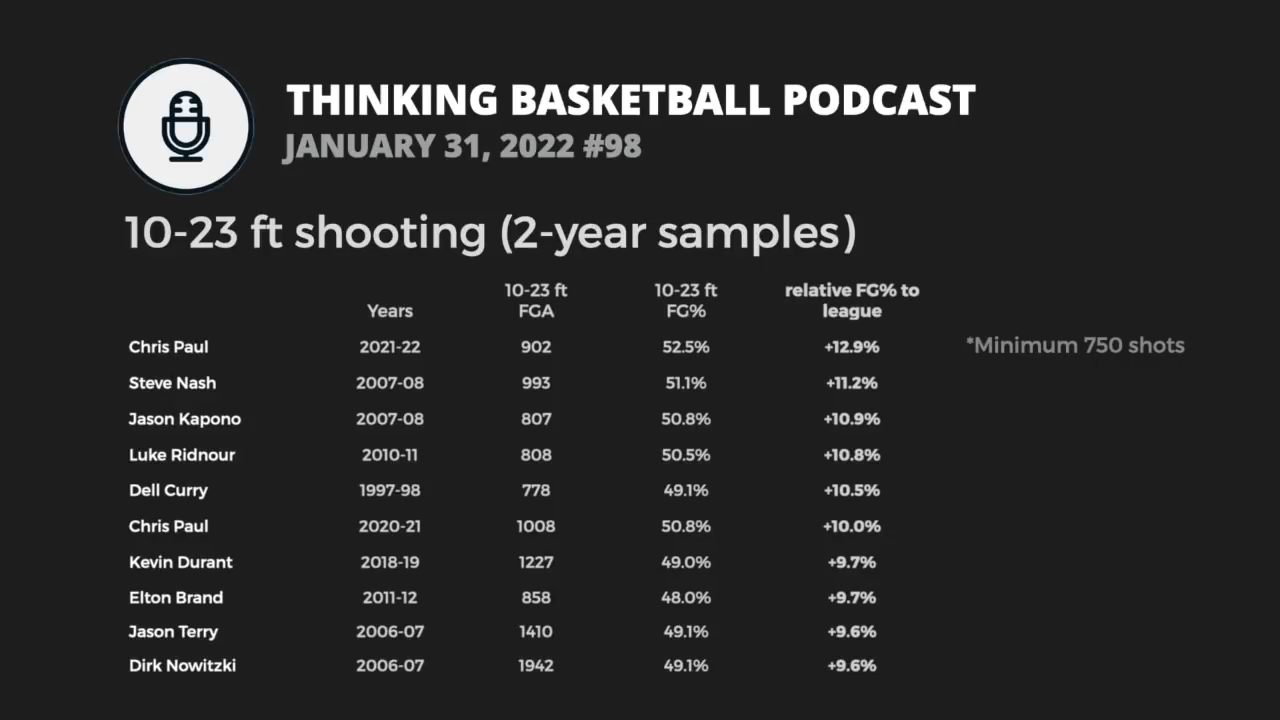 THINKING BASKETBALL PODCAST
JANUARY 31, 2022 #98
10-23 ft shooting (2-year samples)
Years 10-23 ft FGA 10-23 ft FG% relative FG% to league
Chris Paul 2021-22 902 52.5% +12.9% *Minimum 750 shots
Steve Nash 2007-08 993 51.1% +11.2%
Jason Kapono 2007-08 807 50.8% +10.9%
Luke Ridnour 2010-11 808 50.5% +10.8%
Dell Curry 1997-98 778 49.1% +10.5%
Chris Paul 2020-21 1008 50.8% +10.0%
Kevin Durant 2018-19 1227 49.0% +9.7%
Elton Brand 2011-12 858 48.0% +9.7%
Jason Terry 2006-07 1410 49.1% +9.6%
Dirk Nowitzki 2006-07 1942 49.1% +9.6%